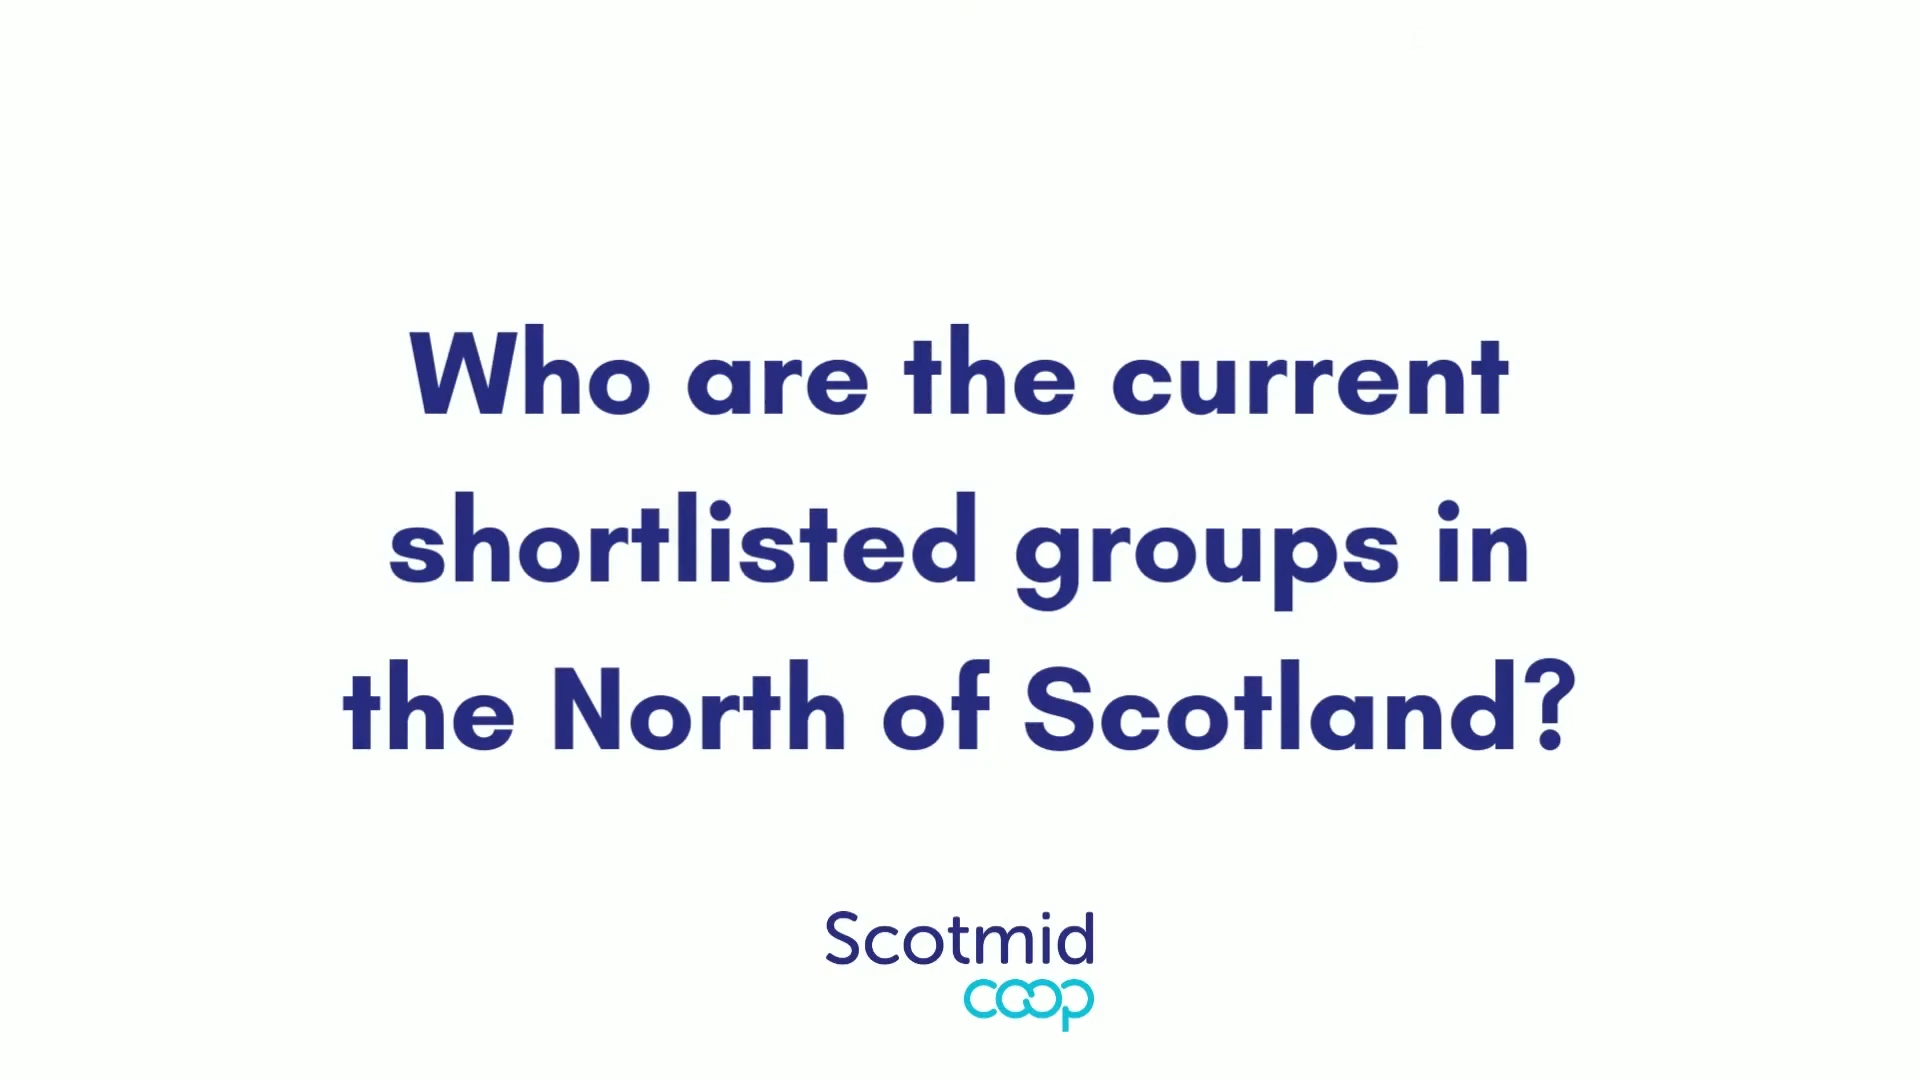 Who are the current
shortlisted groups in
the North of Scotland?
Scotmid
coop